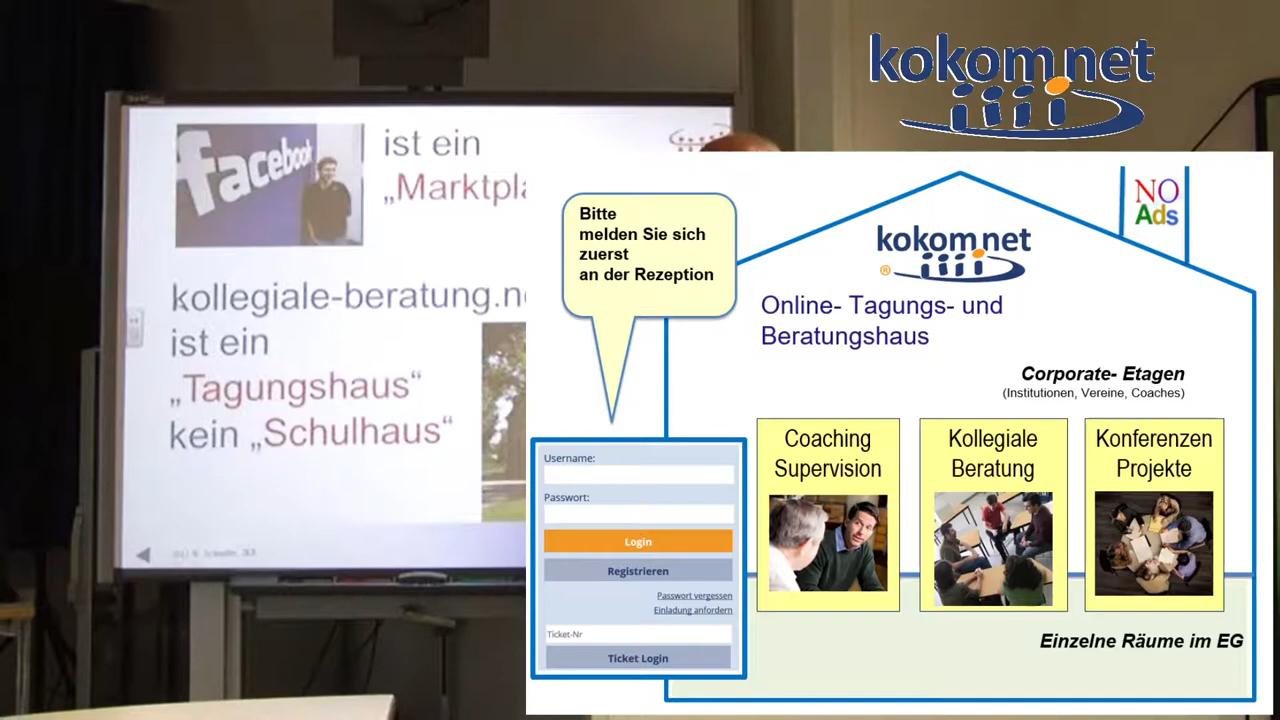 kokom.net
facebook
ist ein
kollegiale-beratung.n
ist ein
„Tagungshaus“
kein „Schulhaus“
Bitte
melden Sie sich
zuerst
an der Rezeption
NO
Ads
kokom.net
®
Online- Tagungs- und
Beratungshaus
Corporate- Etagen
(Institutionen, Vereine, Coaches)
Coaching
Supervision
Kollegiale
Beratung
Konferenzen
Projekte
Username:
Passwort:
Login
Registrieren
Passwort vergessen
Einladung anfordern
Ticket-Nr
Ticket Login
Einzelne Räume im EG